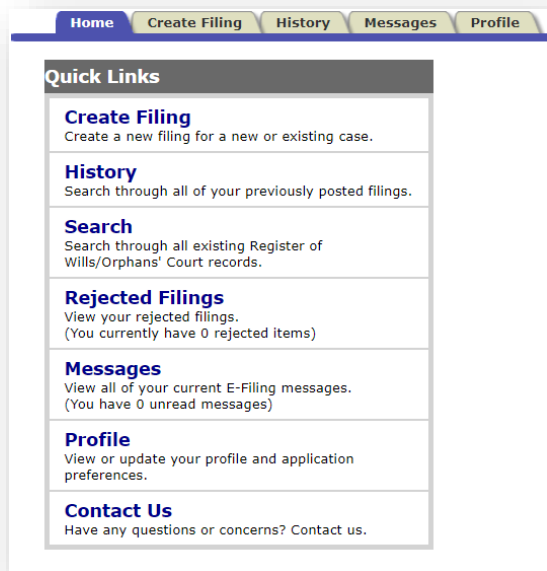 Home Create Filing History Messages Profile
Quick Links
Create Filing
Create a new filing for a new or existing case.
History
Search through all of your previously posted filings.
Search
Search through all existing Register of
Wills/Orphans' Court records.
Rejected Filings
View your rejected filings.
(You currently have 0 rejected items)
Messages
View all of your current E-Filing messages.
(You have 0 unread messages)
Profile
View or update your profile and application
preferences.
Contact Us
Have any questions or concerns? Contact us.